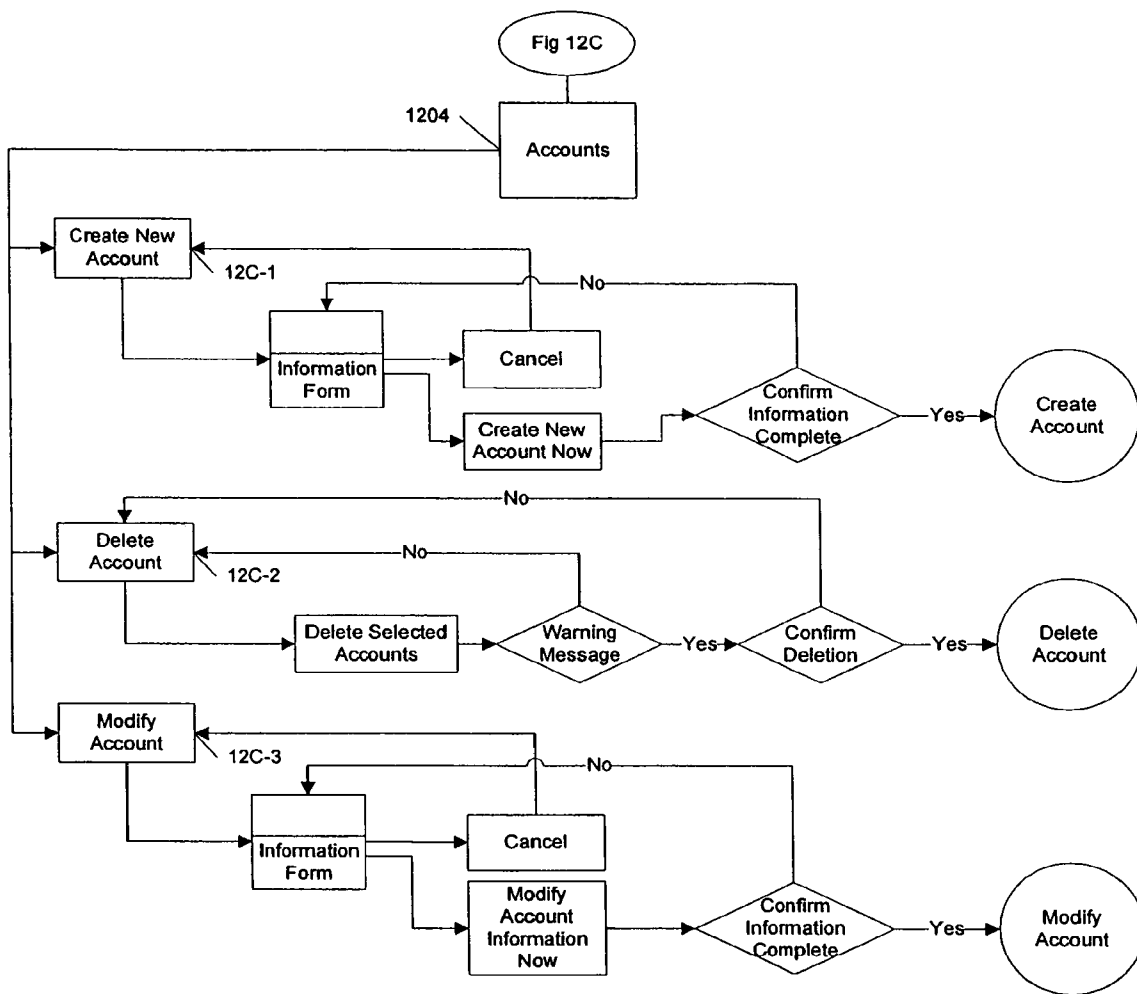 Fig 12C
1204
Accounts
Create New
Account
12C-1
No
Information
Form
Cancel
Create New
Account Now
Confirm
Information
Complete
Yes
Create
Account
No
Delete
Account
12C-2
No
Delete Selected
Accounts
Warning
Message
Yes
Confirm
Deletion
Yes
Delete
Account
Modify
Account
12C-3
No
Information
Form
Cancel
Modify
Account
Information
Now
Confirm
Information
Complete
Yes
Modify
Account